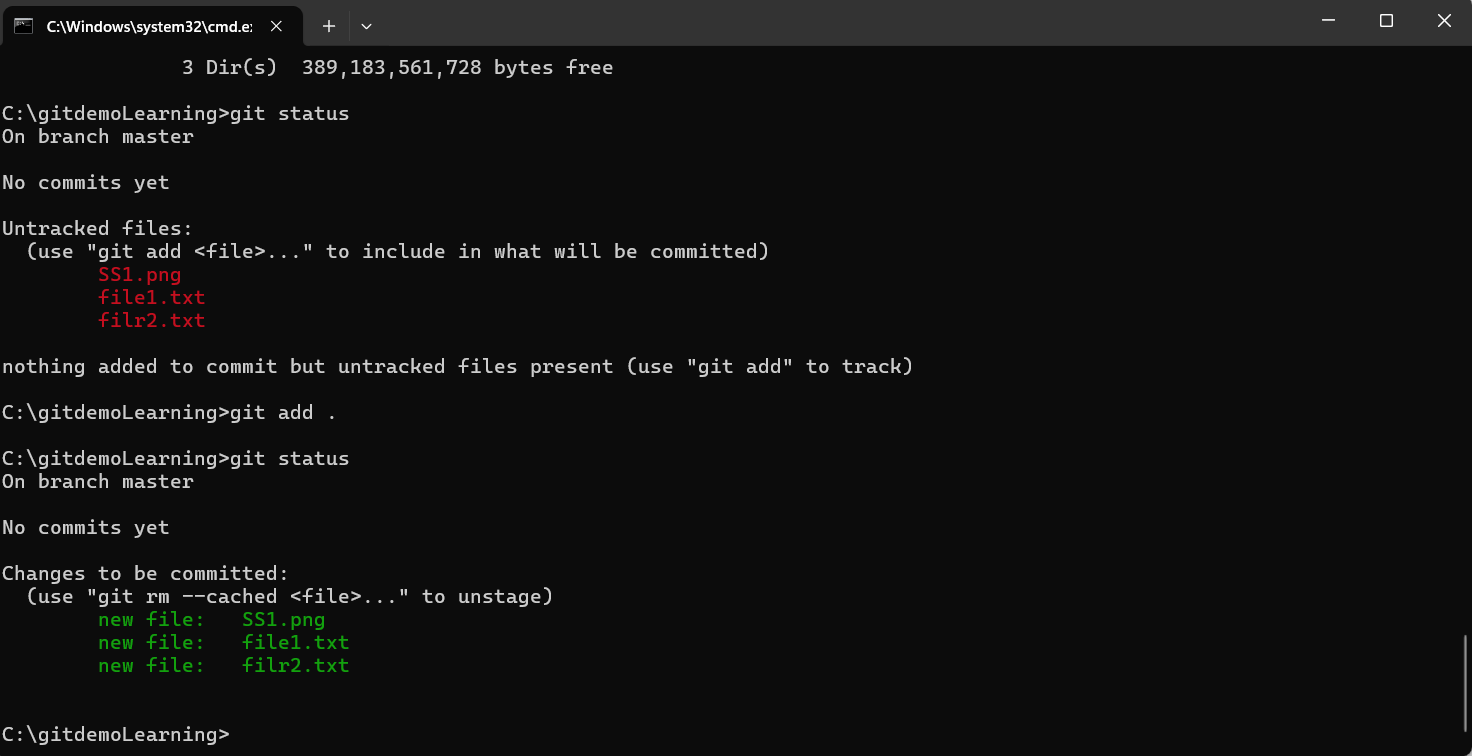 C:\Windows\system32\cmd.e
3 Dir(s)  389,183,561,728 bytes free
C:\gitdemoLearning>git status
On branch master
No commits yet
Untracked files:
(use "git add <file>..." to include in what will be committed)
SS1.png
file1.txt
filr2.txt
nothing added to commit but untracked files present (use "git add" to track)
C:\gitdemoLearning>git add .
C:\gitdemoLearning>git status
On branch master
No commits yet
Changes to be committed:
(use "git rm --cached <file>..." to unstage)
new file:   SS1.png
new file:   file1.txt
new file:   filr2.txt
C:\gitdemoLearning>